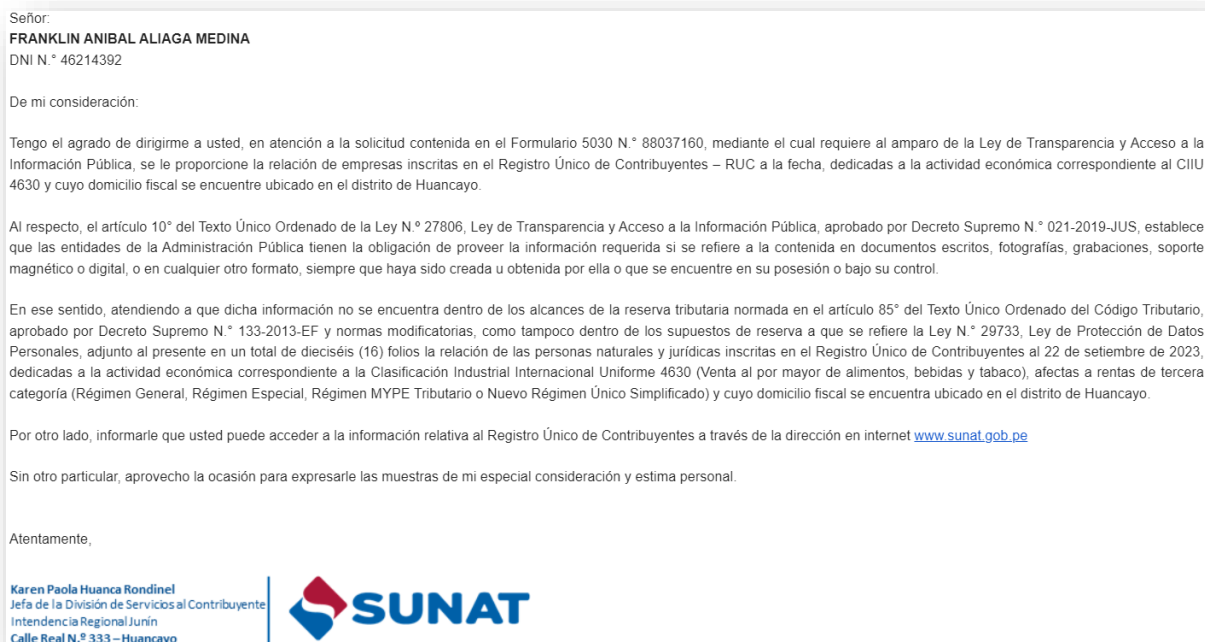 Señor:
FRANKLIN ANIBAL ALIAGA MEDINA
DNI N.° 46214392
De mi consideración:
Tengo el agrado de dirigirme a usted, en atención a la solicitud contenida en el Formulario 5030 N.° 88037160, mediante el cual requiere al amparo de la Ley de Transparencia y Acceso a la
Información Pública, se le proporcione la relación de empresas inscritas en el Registro Único de Contribuyentes – RUC a la fecha, dedicadas a la actividad económica correspondiente al CIIU
4630 y cuyo domicilio fiscal se encuentre ubicado en el distrito de Huancayo.
Al respecto, el artículo 10° del Texto Único Ordenado de la Ley N.º 27806, Ley de Transparencia y Acceso a la Información Pública, aprobado por Decreto Supremo N.° 021-2019-JUS, establece
que las entidades de la Administración Pública tienen la obligación de proveer la información requerida si se refiere a la contenida en documentos escritos, fotografías, grabaciones, soporte
magnético o digital, o en cualquier otro formato, siempre que haya sido creada u obtenida por ella o que se encuentre en su posesión o bajo su control.
En ese sentido, atendiendo a que dicha información no se encuentra dentro de los alcances de la reserva tributaria normada en el artículo 85° del Texto Único Ordenado del Código Tributario,
aprobado por Decreto Supremo N.° 133-2013-EF y normas modificatorias, como tampoco dentro de los supuestos de reserva a que se refiere la Ley N.° 29733, Ley de Protección de Datos
Personales, adjunto al presente en un total de dieciséis (16) folios la relación de las personas naturales y jurídicas inscritas en el Registro Único de Contribuyentes al 22 de setiembre de 2023,
dedicadas a la actividad económica correspondiente a la Clasificación Industrial Internacional Uniforme 4630 (Venta al por mayor de alimentos, bebidas y tabaco), afectas a rentas de tercera
categoría (Régimen General, Régimen Especial, Régimen MYPE Tributario o Nuevo Régimen Único Simplificado) y cuyo domicilio fiscal se encuentra ubicado en el distrito de Huancayo.
Por otro lado, informarle que usted puede acceder a la información relativa al Registro Único de Contribuyentes a través de la dirección en internet www.sunat.gob.pe
Sin otro particular, aprovecho la ocasión para expresarle las muestras de mi especial consideración y estima personal.
Atentamente,
Karen Paola Huanca Rondinel
Jefa de la División de Servicios al Contribuyente
Intendencia Regional Junín
Calle Real N.º 333 – Huancayo
SUNAT